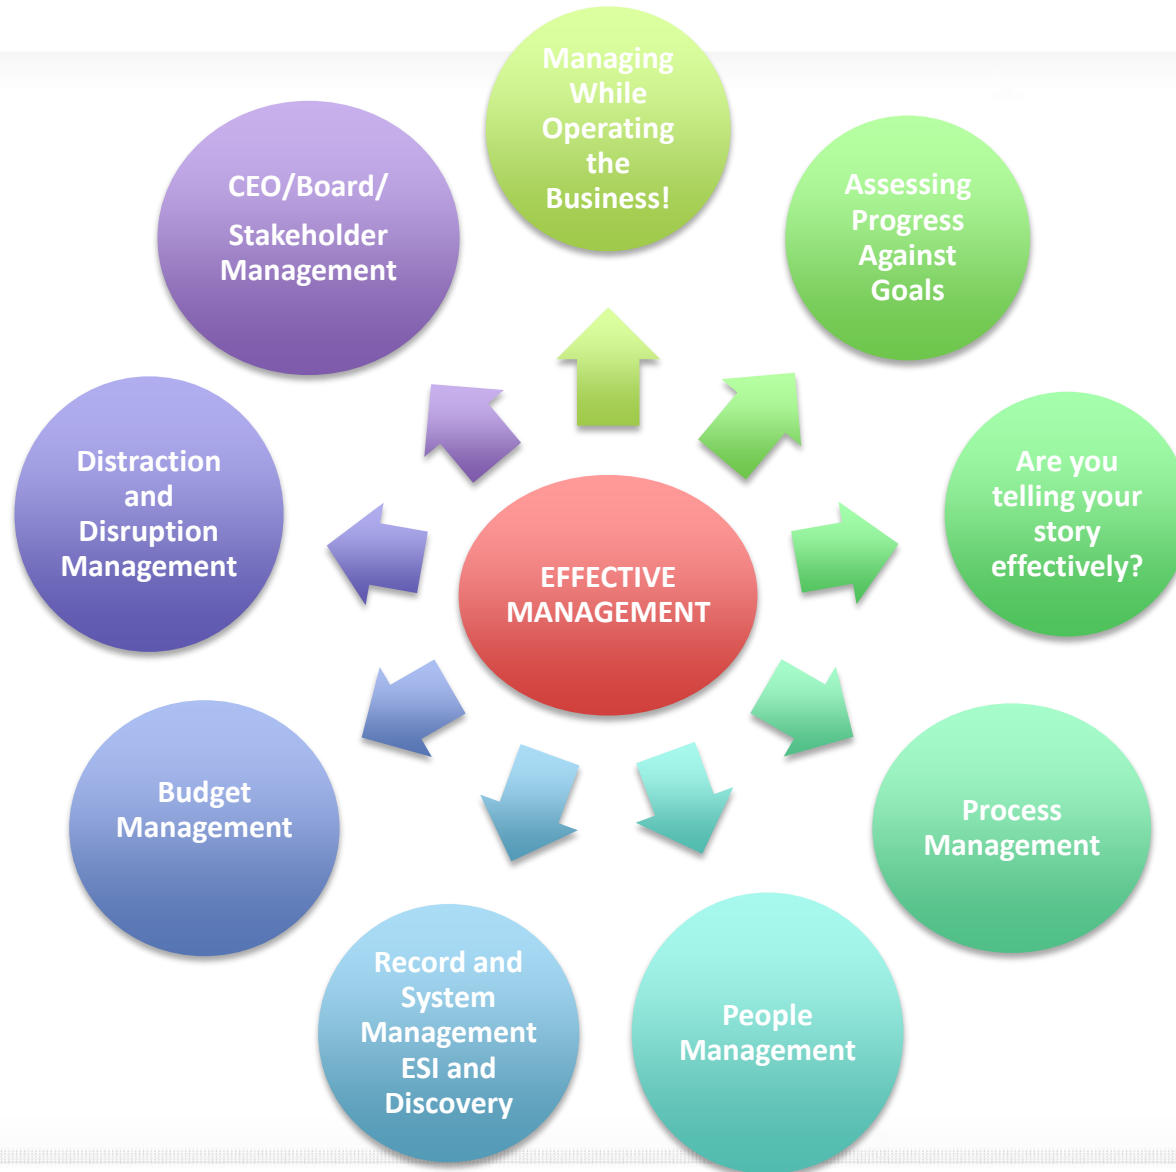 Managing
While
Operating
the
Business!
Assessing
Progress
Against
Goals
Are you
telling your
story
effectively?
Process
Management
People
Management
Record and
System
Management
ESI and
Discovery
Budget
Management
Distraction
and
Disruption
Management
CEO/Board/
Stakeholder
Management
EFFECTIVE
MANAGEMENT